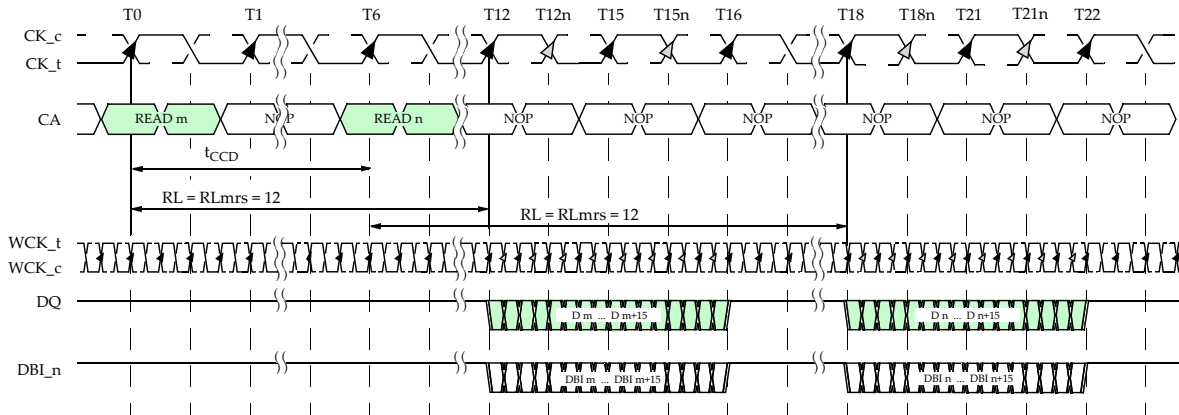 T0 T1 T6 T12 T12n T15 T15n T16 T18 T18n T21 T21n T22
CK_c
CK_t
CA READ m NOP READ n NOP NOP NOP NOP NOP NOP
tCCD
RL = RLmrs = 12
RL = RLmrs = 12
WCK_t
WCK_c
DQ D m ... D m+15 D n ... D n+15
DBI_n DBI m ... DBI m+15 DBI n ... DBI n+15